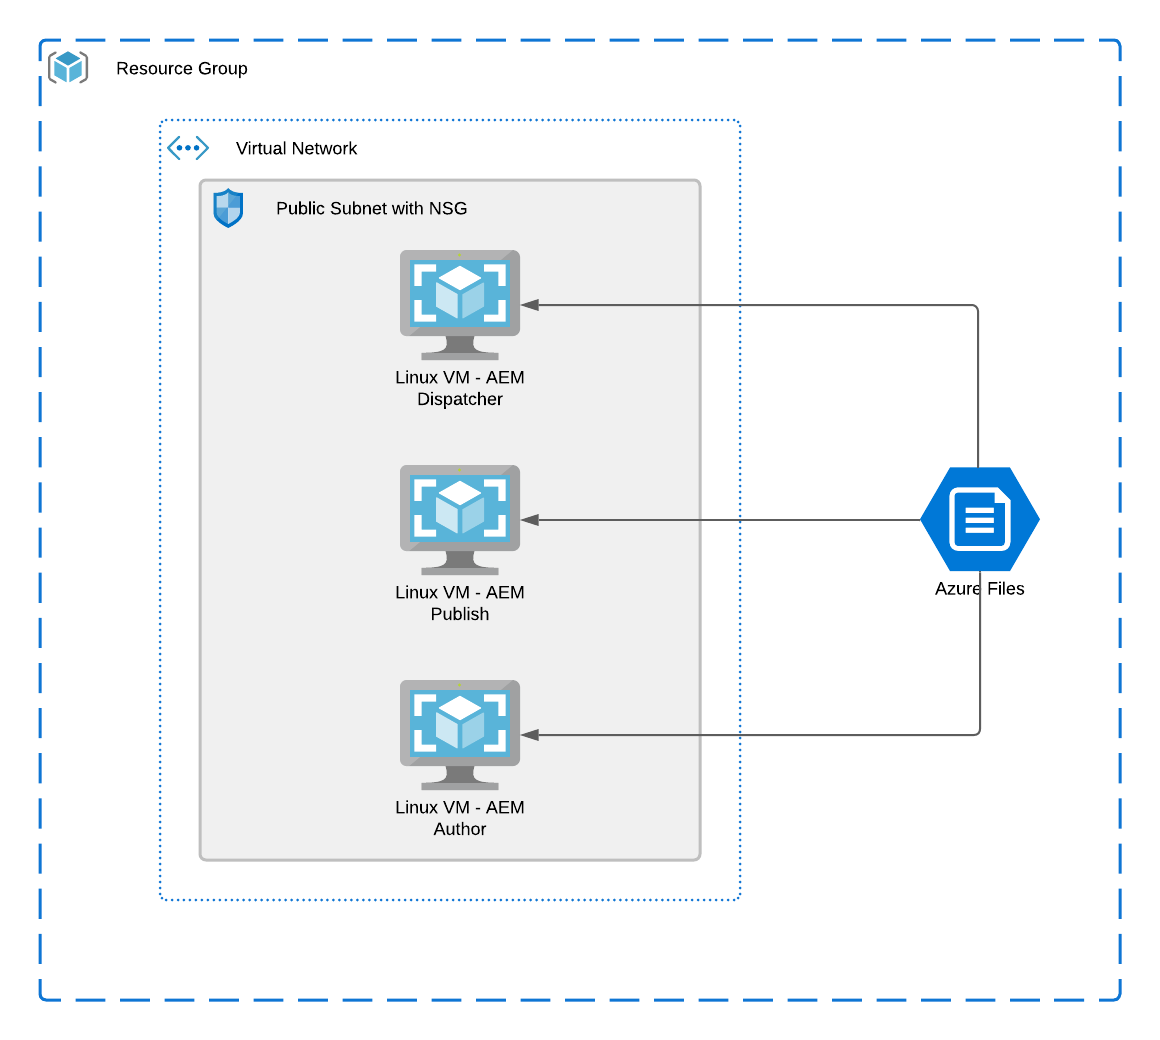 Resource Group
Virtual Network
Public Subnet with NSG
Linux VM - AEM
Dispatcher
Linux VM - AEM
Publish
Azure Files
Linux VM - AEM
Author